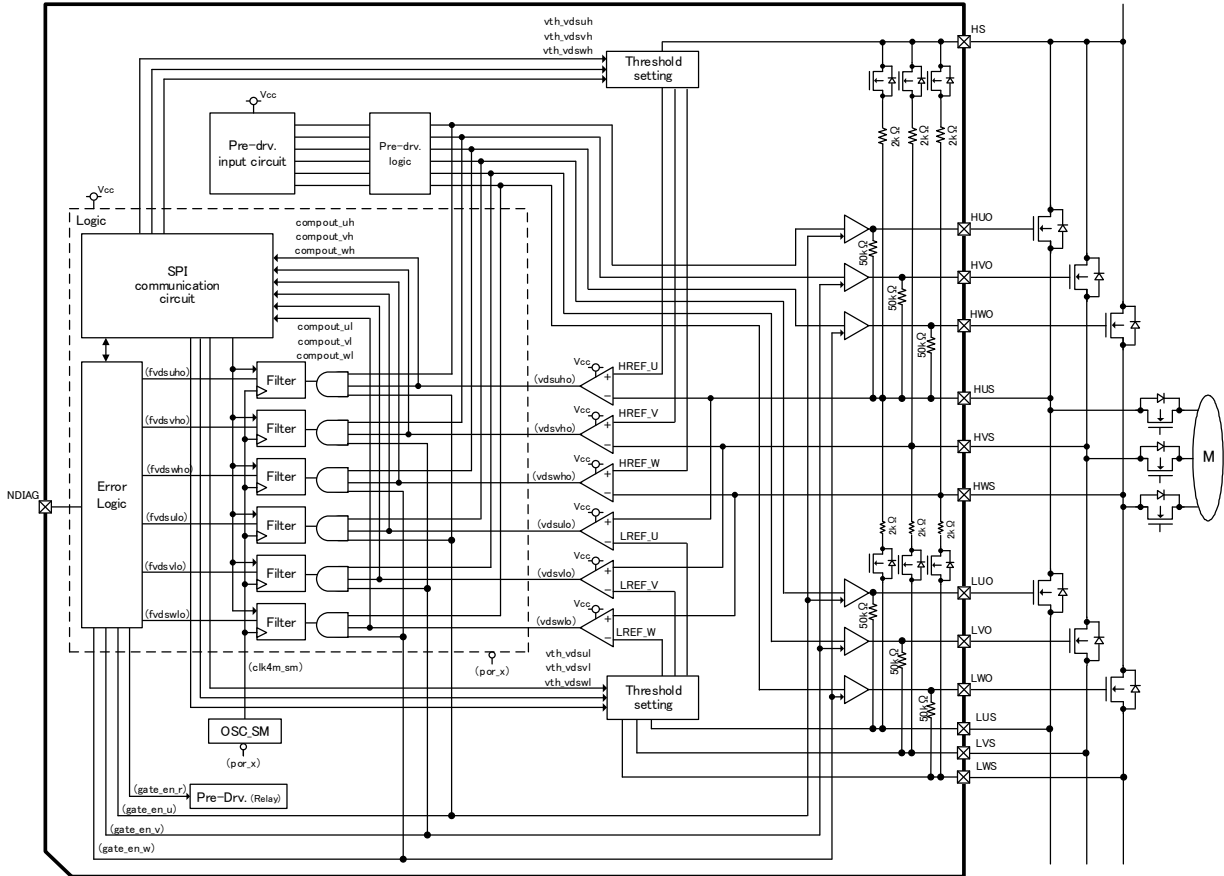 vth_vdsuh
vth_vdsvh
vth_vdswh
HS
Threshold
setting
Vcc
Pre-drv.
input circuit
Pre-drv.
logic
2kΩ
2kΩ
2kΩ
Vcc
Logic
compout_uh
compout_vh
compout_wh
SPI
communication
circuit
HUO
50kΩ
HVO
50kΩ
HWO
50kΩ
compout_ul
compout_vl
compout_wl
Vcc
HREF_U
(fvdsuho)
Filter
(vdsuho)
+
−
HUS
Vcc
HREF_V
(fvdsvho)
Filter
(vdsvho)
+
−
HVS
M
Vcc
HREF_W
(fvdswho)
Filter
(vdswho)
+
−
HWS
NDIAG
Error
Logic
Vcc
(fvdsulo)
Filter
(vdsulo)
+
−
LREF_U
2kΩ
2kΩ
2kΩ
Vcc
(fvdsvlo)
Filter
(vdsvlo)
+
−
LREF_V
LUO
50kΩ
Vcc
(fvdswlo)
Filter
(vdswlo)
+
−
LREF_W
LVO
50kΩ
(clk4m_sm)
(por_x)
vth_vdsul
vth_vdsvl
vth_vdswl
Threshold
setting
LWO
50kΩ
LUS
OSC_SM
LVS
(por_x)
LWS
(gate_en_r)
Pre-Drv. (Relay)
(gate_en_u)
(gate_en_v)
(gate_en_w)